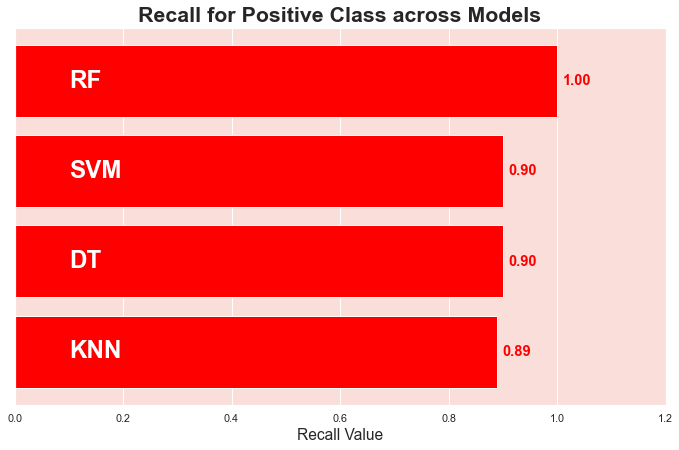 Recall for Positive Class across Models
RF
1.00
SVM
0.90
DT
0.90
KNN
0.89
0.0 0.2 0.4 0.6 0.8 1.0 1.2
Recall Value